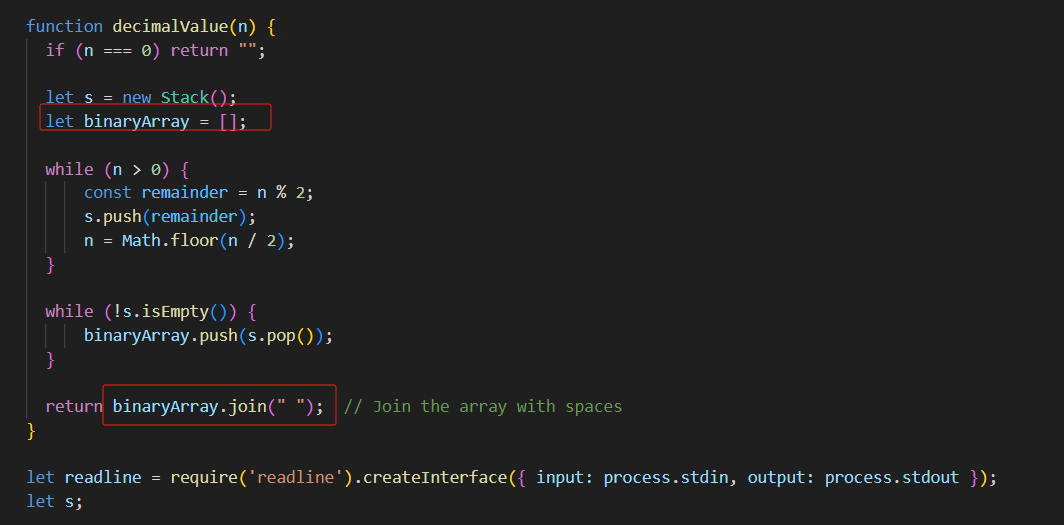 function decimalValue(n) {
if (n === 0) return "";
let s = new Stack();
let binaryArray = [];
while (n > 0) {
const remainder = n % 2;
s.push(remainder);
n = Math.floor(n / 2);
}
while (!s.isEmpty()) {
binaryArray.push(s.pop());
}
return binaryArray.join(" "); // Join the array with spaces
}
let readline = require('readline').createInterface({ input: process.stdin, output: process.stdout });
let s;